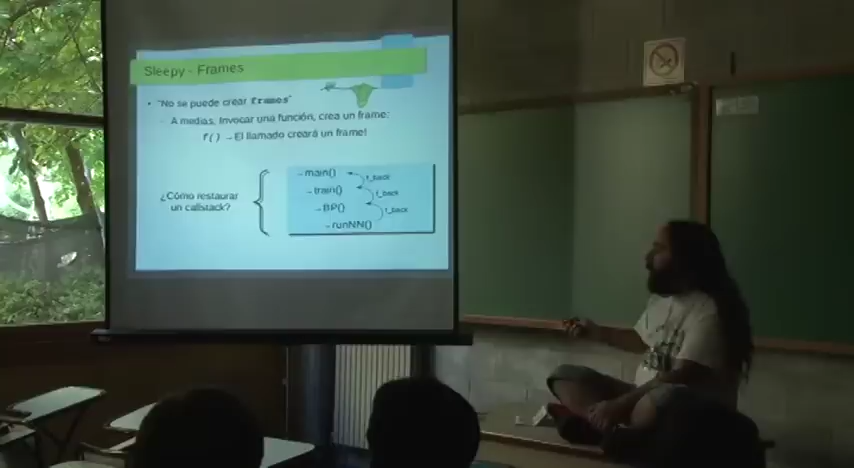 Sleepy - Frames
• "No se puede crear frames"
- A medias. Invocar una función, crea un frame:
f() → El llamado creará un frame!
¿Cómo restaurar
un callstack?
→ main()
f_back
→ train()
f_back
→ BP()
f_back
→ runNN()